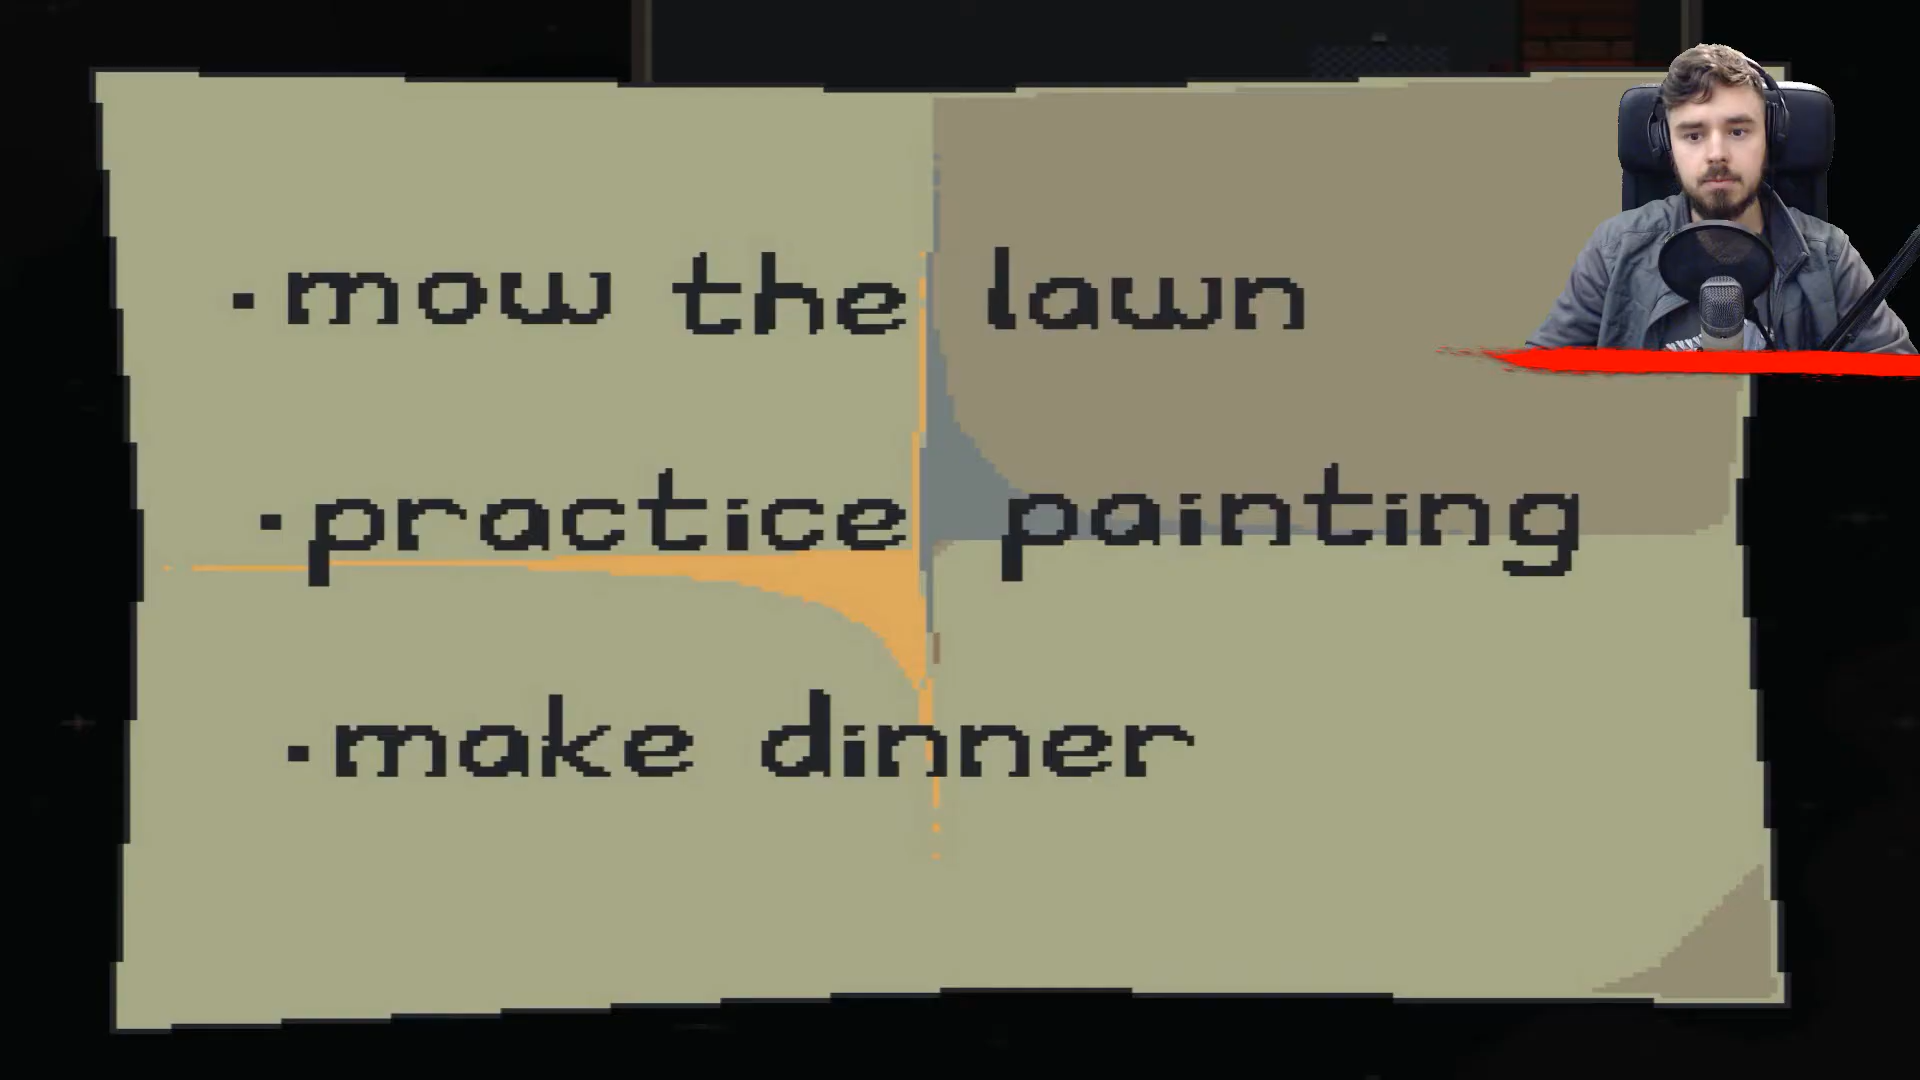 ·mow the lawn
·practice painting
·make dinner